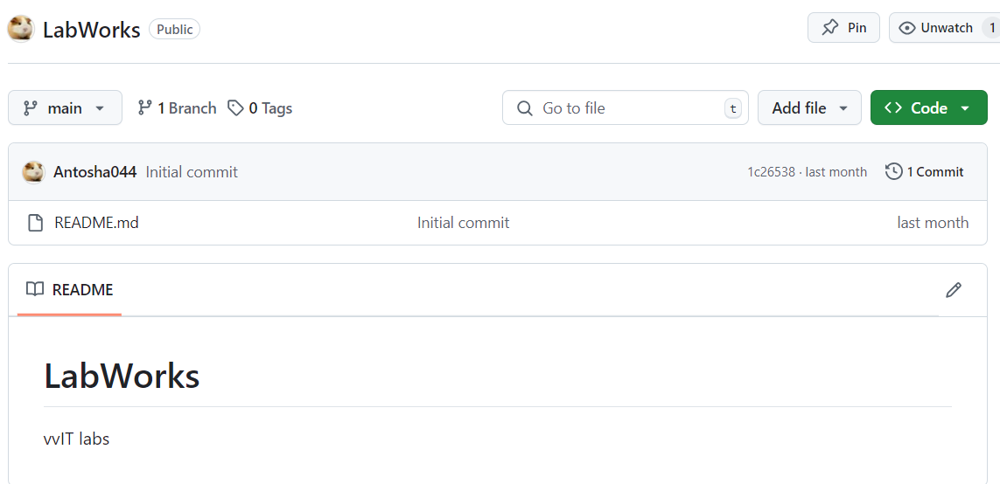 LabWorks Public Pin Unwatch 1
main 1 Branch 0 Tags Go to file t Add file Code
Antosha044 Initial commit 1c26538 · last month 1 Commit
README.md Initial commit last month
README
LabWorks
vvIT labs